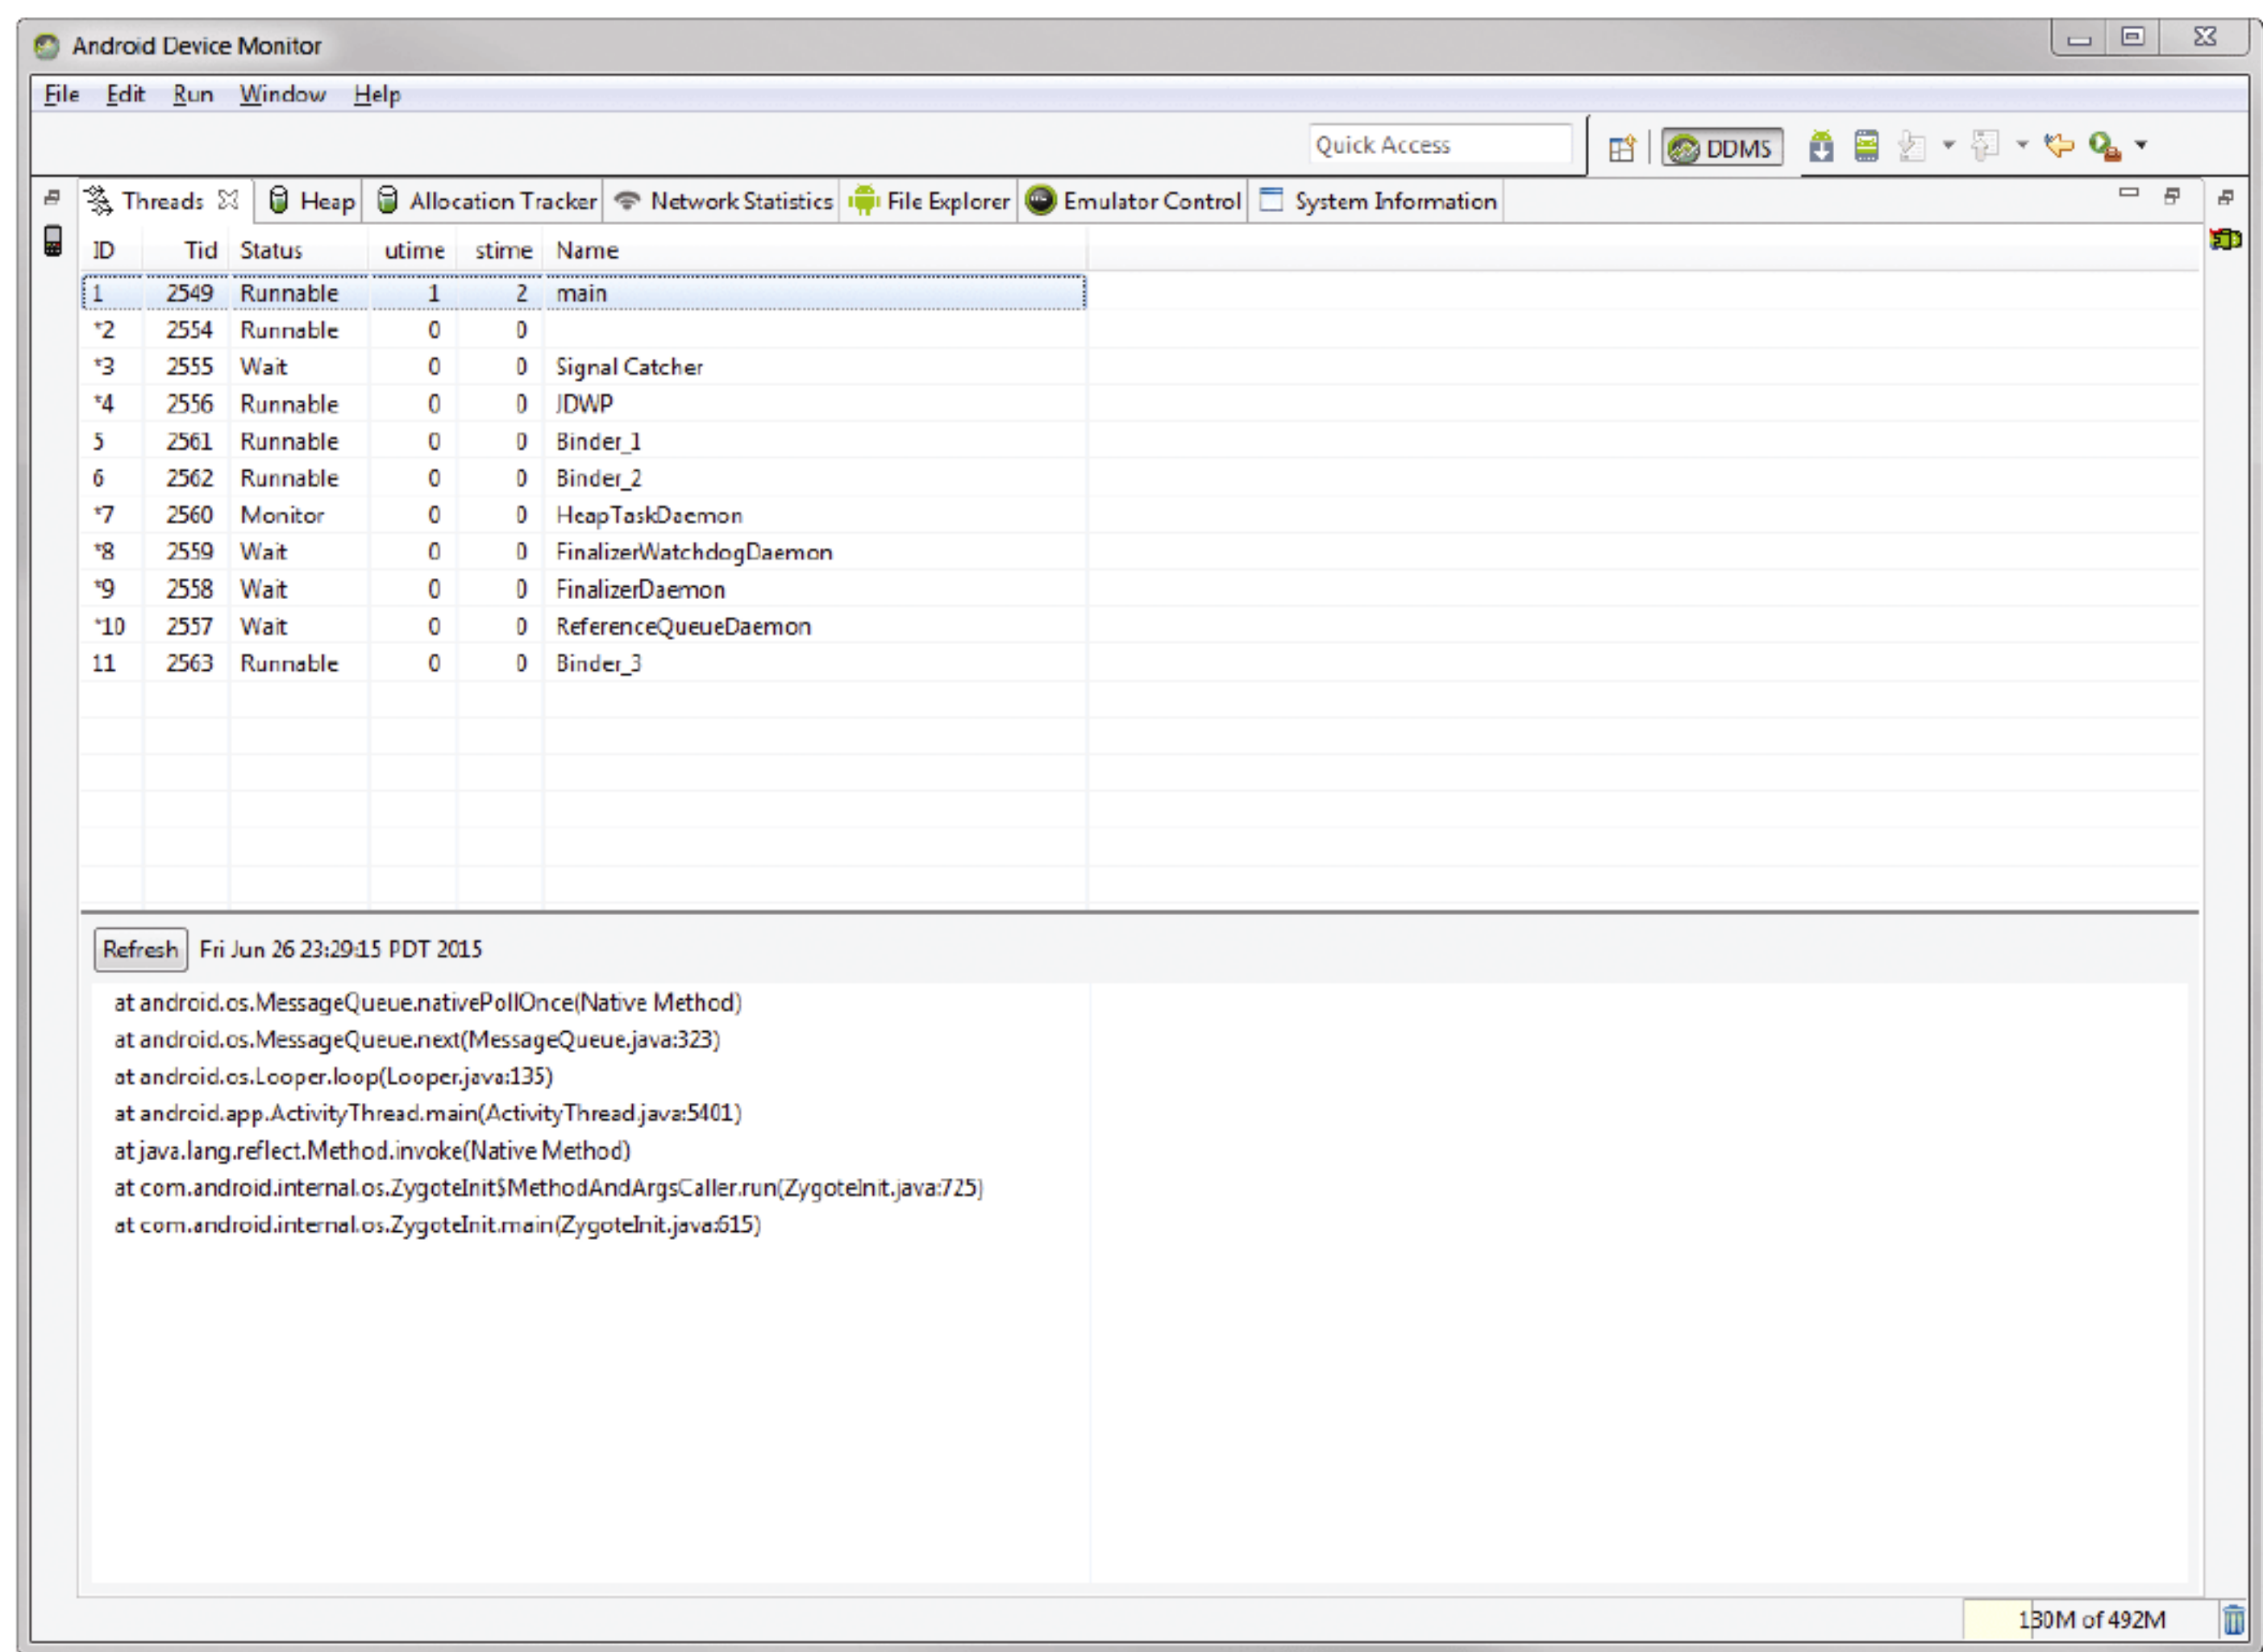 Android Device Monitor
File Edit Run Window Help
Quick Access DDMS
Threads Heap Allocation Tracker Network Statistics File Explorer Emulator Control System Information
ID Tid Status utime stime Name
1 2549 Runnable 1 2 main
*2 2554 Runnable 0 0
*3 2555 Wait 0 0 Signal Catcher
*4 2556 Runnable 0 0 JDWP
5 2561 Runnable 0 0 Binder_1
6 2562 Runnable 0 0 Binder_2
*7 2560 Monitor 0 0 HeapTaskDaemon
*8 2559 Wait 0 0 FinalizerWatchdogDaemon
*9 2558 Wait 0 0 FinalizerDaemon
*10 2557 Wait 0 0 ReferenceQueueDaemon
11 2563 Runnable 0 0 Binder_3
Refresh Fri Jun 26 23:29:15 PDT 2015
at android.os.MessageQueue.nativePollOnce(Native Method)
at android.os.MessageQueue.next(MessageQueue.java:323)
at android.os.Looper.loop(Looper.java:135)
at android.app.ActivityThread.main(ActivityThread.java:5401)
at java.lang.reflect.Method.invoke(Native Method)
at com.android.internal.os.ZygoteInit$MethodAndArgsCaller.run(ZygoteInit.java:725)
at com.android.internal.os.ZygoteInit.main(ZygoteInit.java:615)
130M of 492M